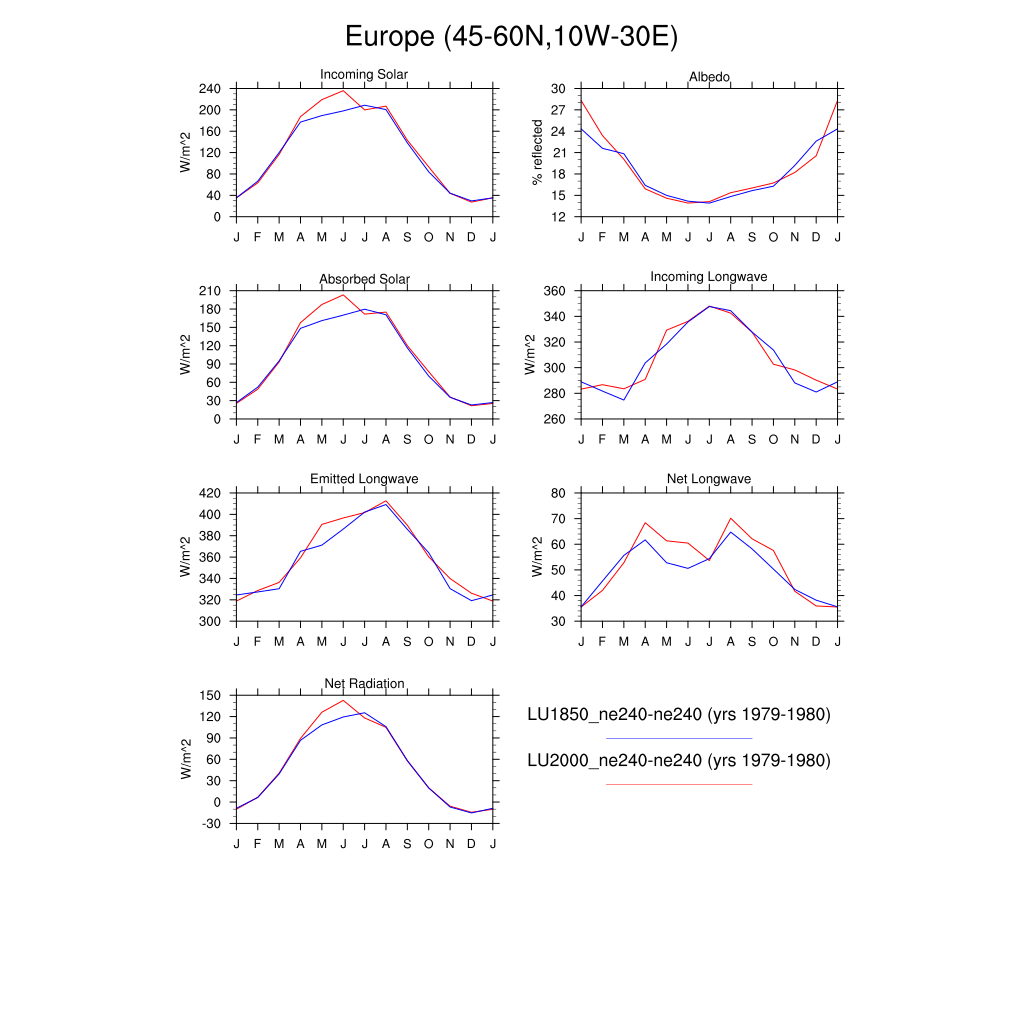 Europe (45-60N,10W-30E)
Incoming Solar
W/m^2
240
200
160
120
80
40
0
J F M A M J J A S O N D J
Albedo
% reflected
30
27
24
21
18
15
12
J F M A M J J A S O N D J
Absorbed Solar
W/m^2
210
180
150
120
90
60
30
0
J F M A M J J A S O N D J
Incoming Longwave
W/m^2
360
340
320
300
280
260
J F M A M J J A S O N D J
Emitted Longwave
W/m^2
420
400
380
360
340
320
300
J F M A M J J A S O N D J
Net Longwave
W/m^2
80
70
60
50
40
30
J F M A M J J A S O N D J
Net Radiation
W/m^2
150
120
90
60
30
0
-30
J F M A M J J A S O N D J
LU1850_ne240-ne240 (yrs 1979-1980)
LU2000_ne240-ne240 (yrs 1979-1980)